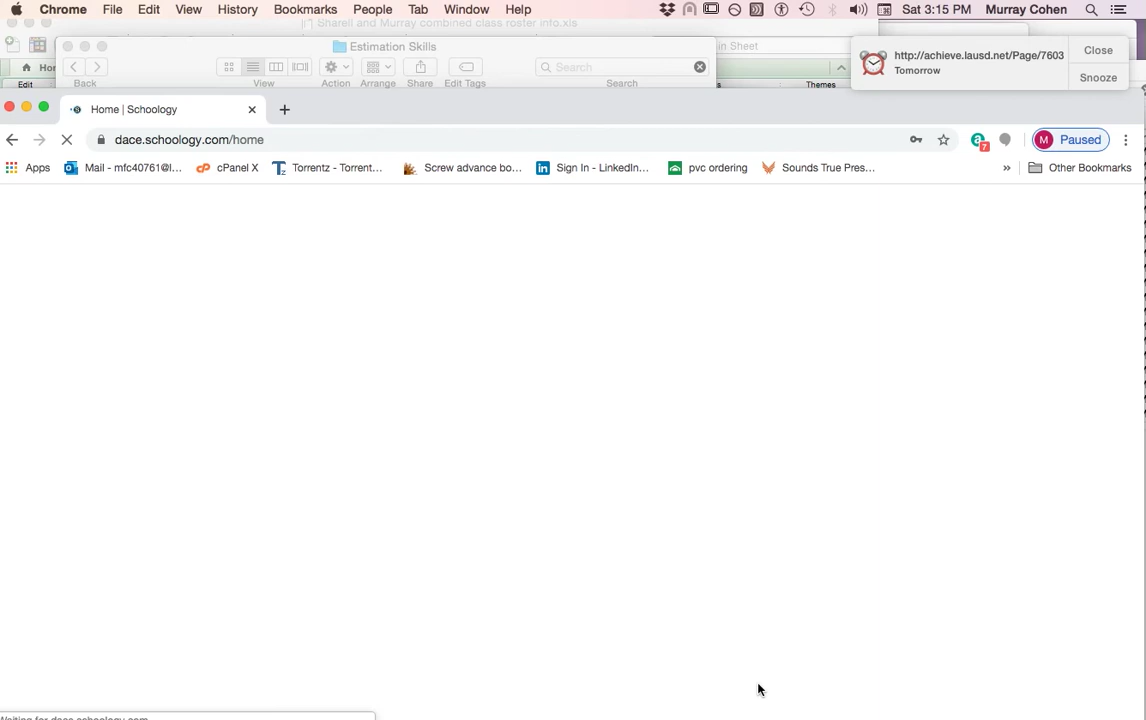 Chrome File Edit View History Bookmarks People Tab Window Help Sat 3:15 PM Murray Cohen
Sharell and Murray combined class roster info.xls
Estimation Skills
in Sheet
http://achieve.lausd.net/Page/7603
Tomorrow
Close
Snooze
Hor
Search
Edit
Back View Action Arrange Share Edit Tags Search
Themes
Home | Schoology
dace.schoology.com/home
7
M Paused
Apps Mail - mfc40761@l... cPanel X Torrentz - Torrent... Screw advance bo... Sign In - LinkedIn... pvc ordering Sounds True Pres... » Other Bookmarks
Waiting for dace.schoology.com